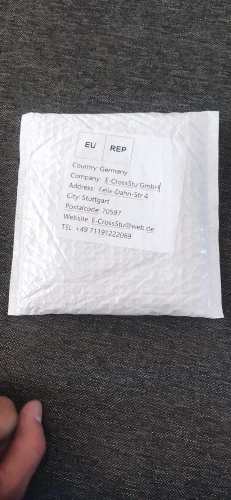 EU REP
Country: Germany
Company: E-CrossStu GmbH
Address: Felix-Dahn-Str 4
City: Stuttgart
Postalcode: 70597
Website: E-CrossStu@web.de
TEL: +49 71191222069